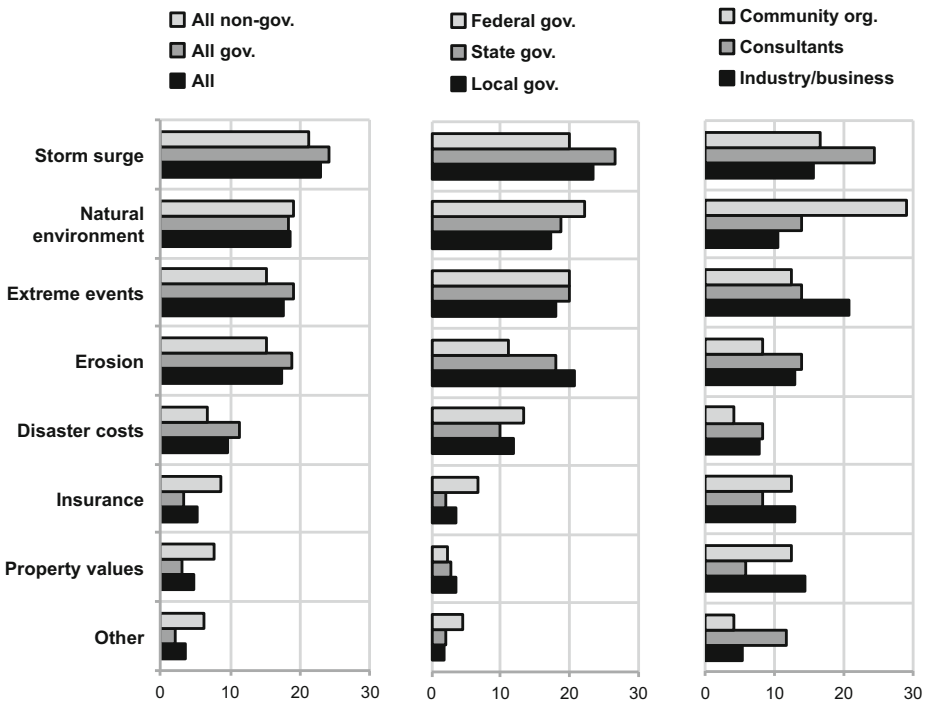 All non-gov.
All gov.
All
Federal gov.
State gov.
Local gov.
Community org.
Consultants
Industry/business
Storm surge
Natural
environment
Extreme events
Erosion
Disaster costs
Insurance
Property values
Other
0 10 20 30
0 10 20 30
0 10 20 30